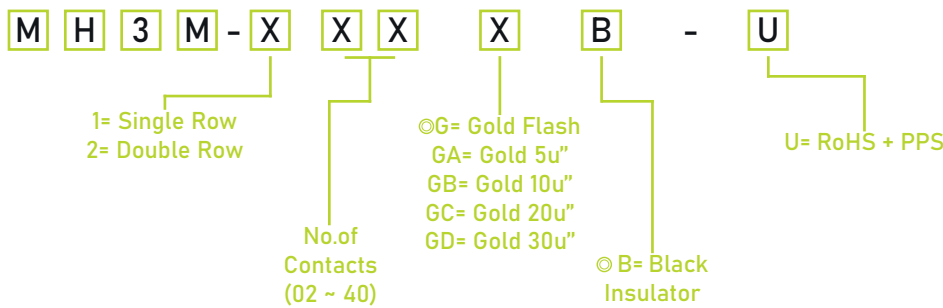 M H 3 M - X X X X B - U
1= Single Row
2= Double Row
No.of
Contacts
(02 ~ 40)
◎G= Gold Flash
GA= Gold 5u”
GB= Gold 10u”
GC= Gold 20u”
GD= Gold 30u”
◎ B= Black
Insulator
U= RoHS + PPS